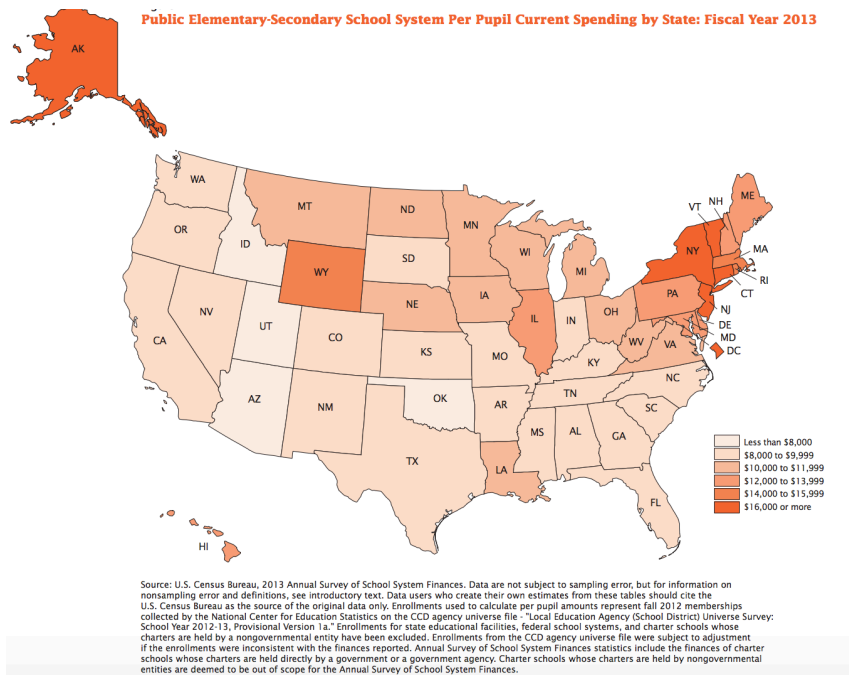 Public Elementary-Secondary School System Per Pupil Current Spending by State: Fiscal Year 2013
AK
WA
MT
ND
MN
VT
NH
ME
OR
ID
WY
SD
WI
MI
NY
MA
RI
CT
NV
UT
NE
IA
PA
NJ
CA
CO
KS
MO
IL
IN
OH
WV
VA
DE
MD
DC
KY
AZ
NM
OK
AR
TN
NC
SC
TX
LA
MS
AL
GA
FL
HI
Less than $8,000
$8,000 to $9,999
$10,000 to $11,999
$12,000 to $13,999
$14,000 to $15,999
$16,000 or more
Source: U.S. Census Bureau, 2013 Annual Survey of School System Finances. Data are not subject to sampling error, but for information on
nonsampling error and definitions, see introductory text. Data users who create their own estimates from these tables should cite the
U.S. Census Bureau as the source of the original data only. Enrollments used to calculate per pupil amounts represent fall 2012 memberships
collected by the National Center for Education Statistics on the CCD agency universe file - "Local Education Agency (School District) Universe Survey:
School Year 2012-13, Provisional Version 1a." Enrollments for state educational facilities, federal school systems, and charter schools whose
charters are held by a nongovernmental entity have been excluded. Enrollments from the CCD agency universe file were subject to adjustment
if the enrollments were inconsistent with the finances reported. Annual Survey of School System Finances statistics include the finances of charter
schools whose charters are held directly by a government or a government agency. Charter schools whose charters are held by nongovernmental
entities are deemed to be out of scope for the Annual Survey of School System Finances.